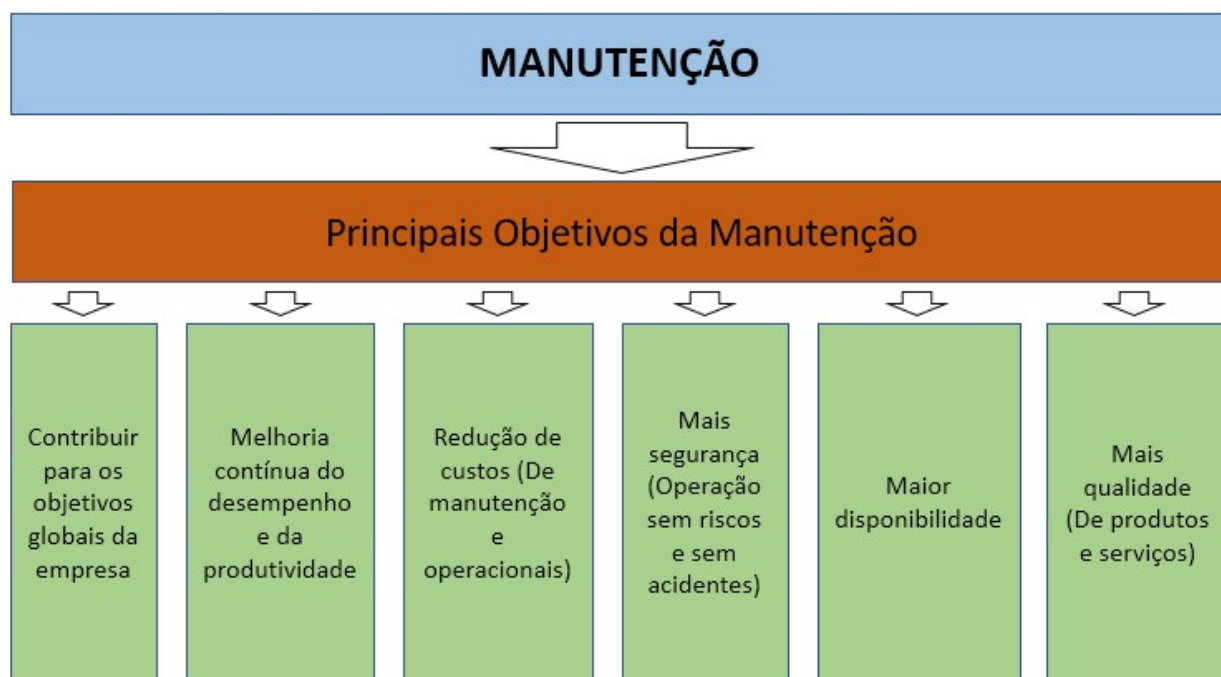 MANUTENÇÃO
Principais Objetivos da Manutenção
Contribuir
para os
objetivos
globais da
empresa
Melhoria
contínua do
desempenho
e da
produtividade
Redução de
custos (De
manutenção
e
operacionais)
Mais
segurança
(Operação
sem riscos
e sem
acidentes)
Maior
disponibilidade
Mais
qualidade
(De produtos
e serviços)